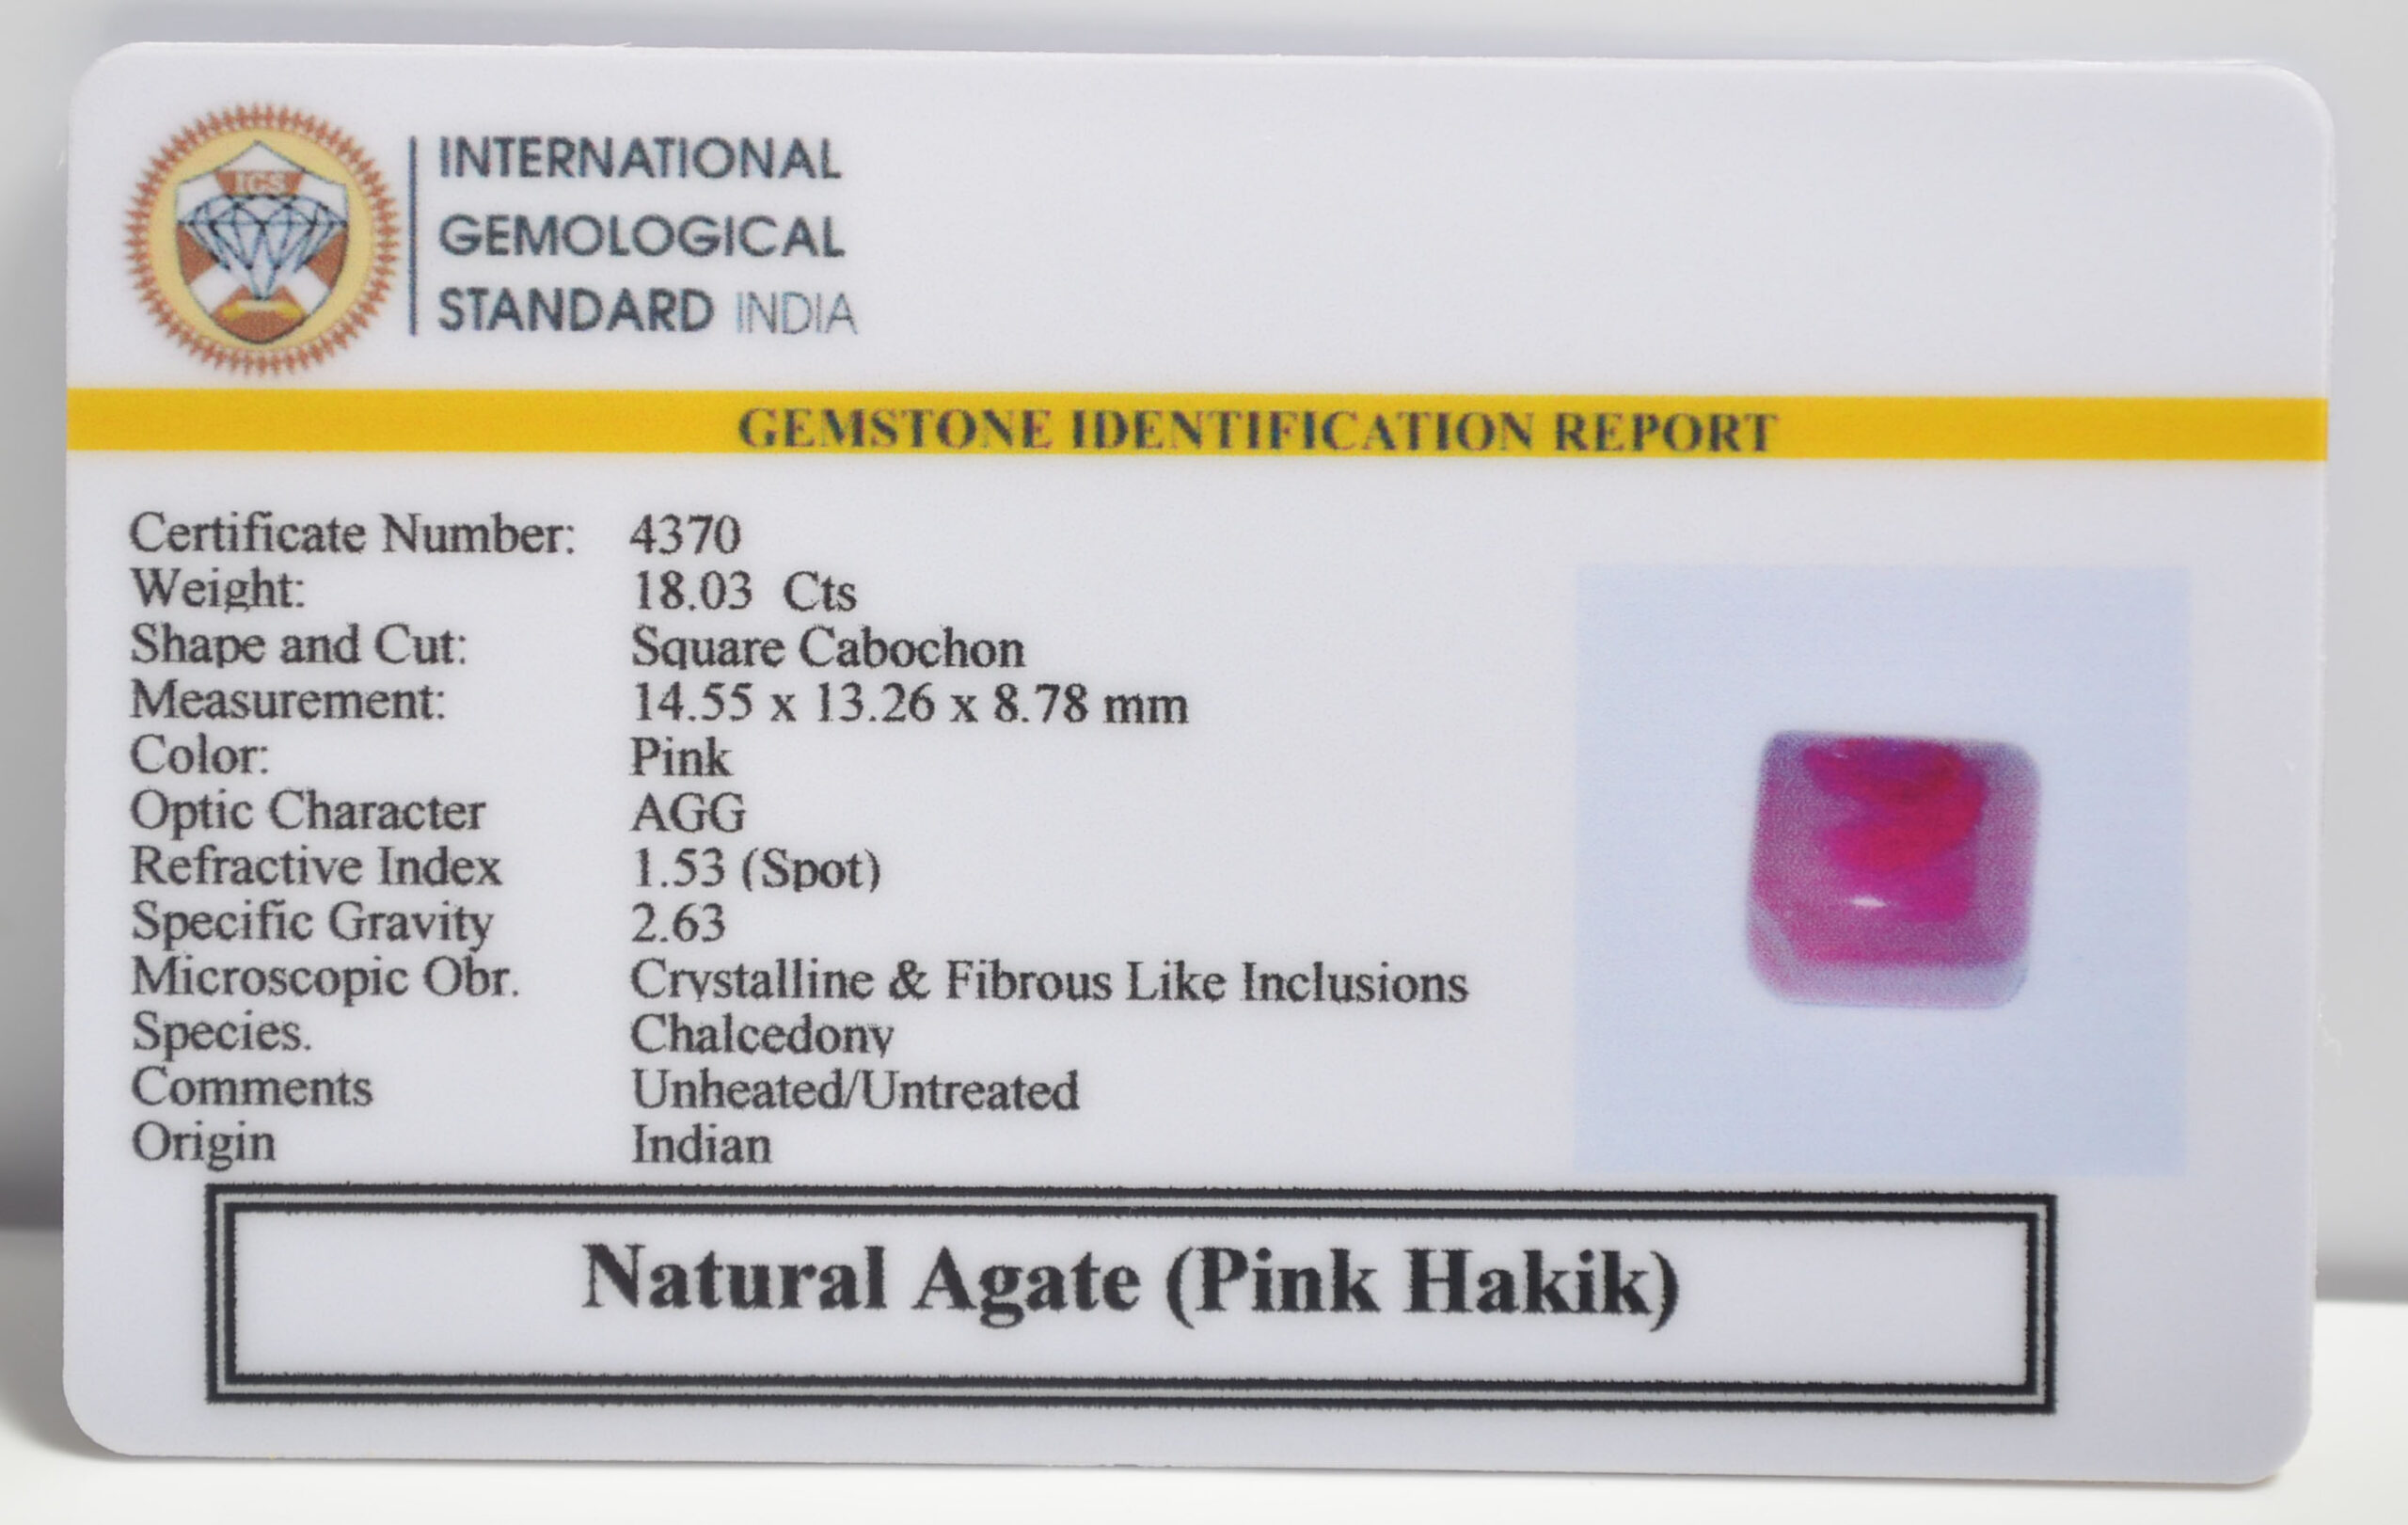 IGS
INTERNATIONAL
GEMOLOGICAL
STANDARD INDIA
GEMSTONE IDENTIFICATION REPORT
Certificate Number: 4370
Weight: 18.03 Cts
Shape and Cut: Square Cabochon
Measurement: 14.55 x 13.26 x 8.78 mm
Color: Pink
Optic Character AGG
Refractive Index 1.53 (Spot)
Specific Gravity 2.63
Microscopic Obr. Crystalline & Fibrous Like Inclusions
Species. Chalcedony
Comments Unheated/Untreated
Origin Indian
Natural Agate (Pink Hakik)